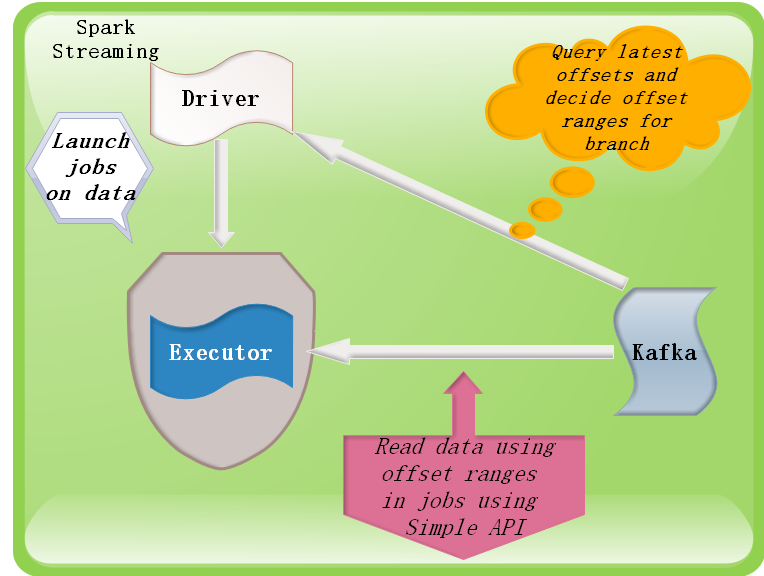 Spark
Streaming
Driver
Query latest
offsets and
decide offset
ranges for
branch
Launch
jobs
on data
Executor
Kafka
Read data using
offset ranges
in jobs using
Simple API